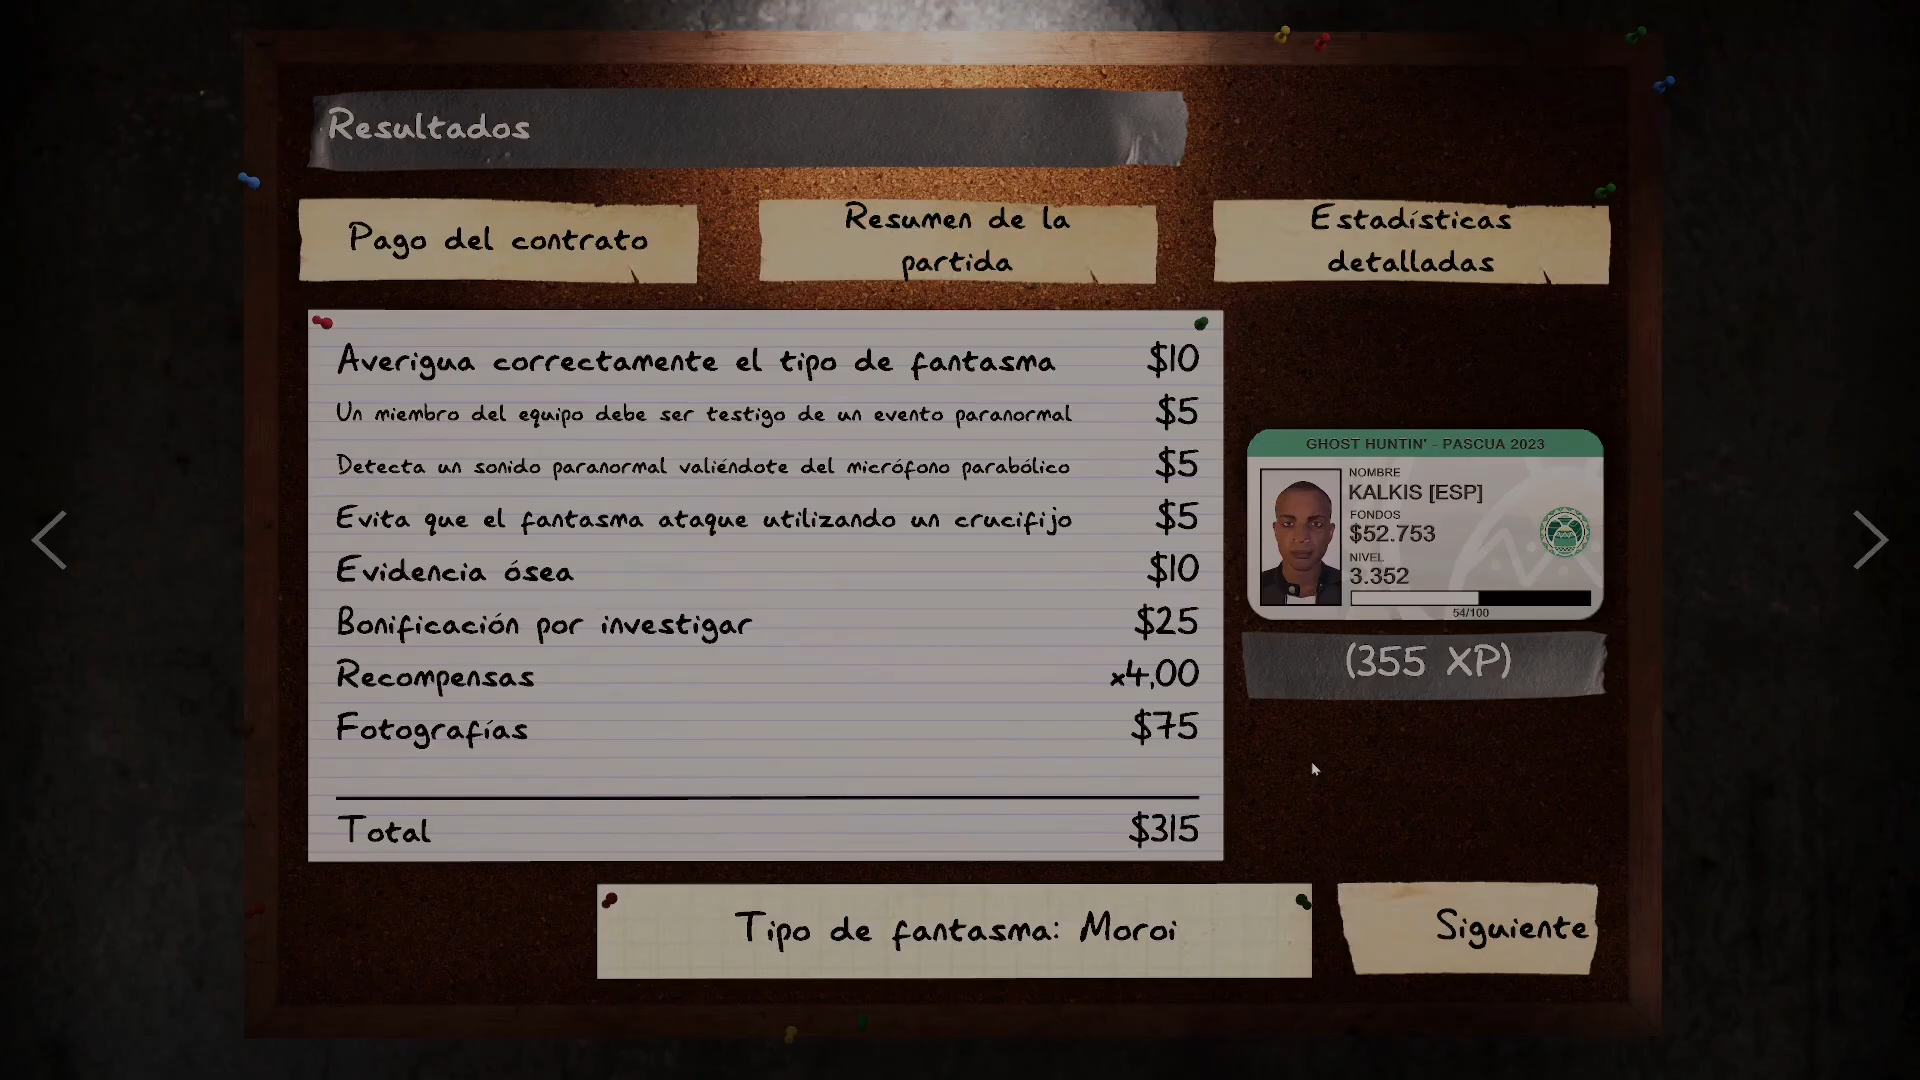 Resultados
Pago del contrato
Resumen de la
partida
Estadísticas
detalladas
Averigua correctamente el tipo de fantasma $10
Un miembro del equipo debe ser testigo de un evento paranormal $5
Detecta un sonido paranormal valiéndote del micrófono parabólico $5
Evita que el fantasma ataque utilizando un crucifijo $5
Evidencia ósea $10
Bonificación por investigar $25
Recompensas x4,00
Fotografías $75
Total $315
GHOST HUNTIN' - PASCUA 2023
NOMBRE
KALKIS [ESP]
FONDOS
$52.753
NIVEL
3.352
54/100
(355 XP)
Tipo de fantasma: Moroi
Siguiente